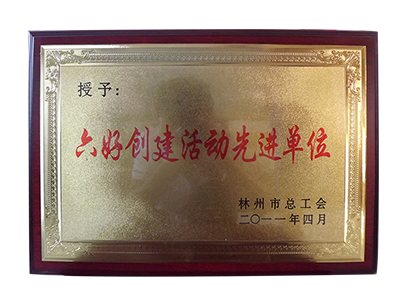 授予：
六好创建活动先进单位
林州市总工会
二〇一一年四月